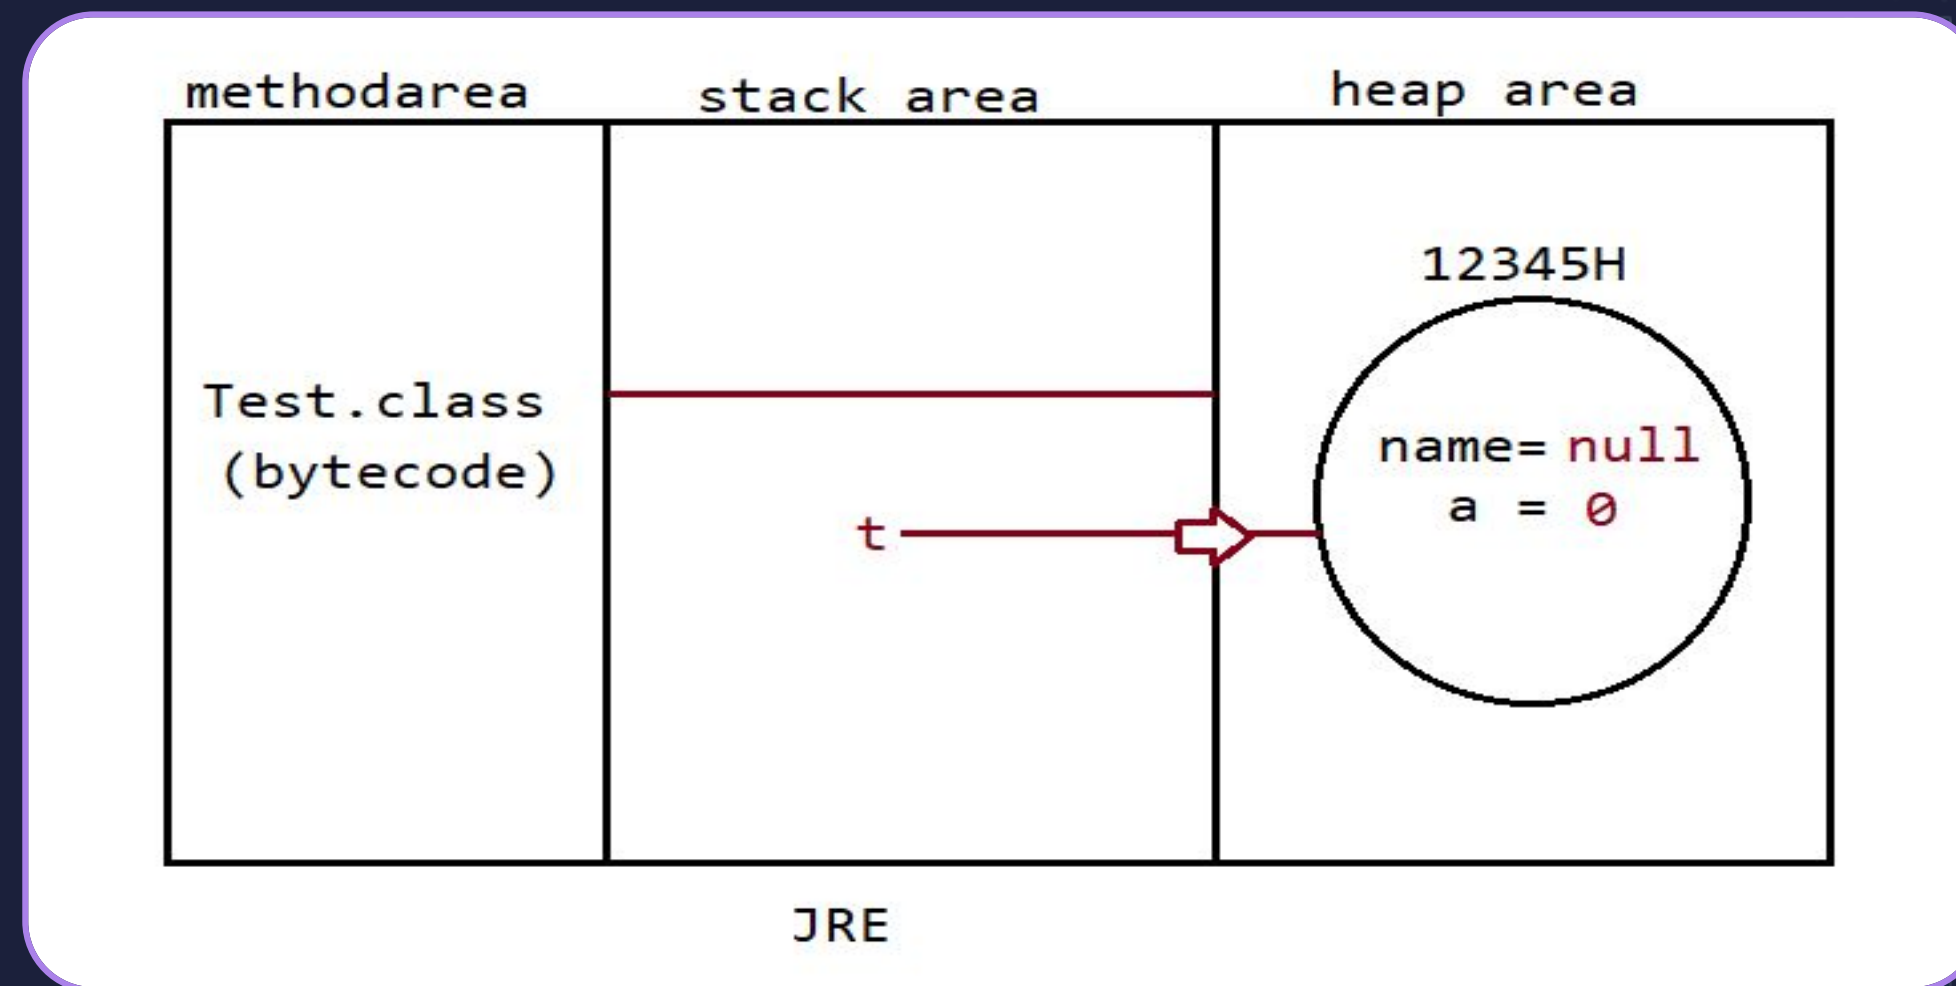 methodarea
stack area
heap area
Test.class
(bytecode)
t
12345H
name= null
a = 0
JRE